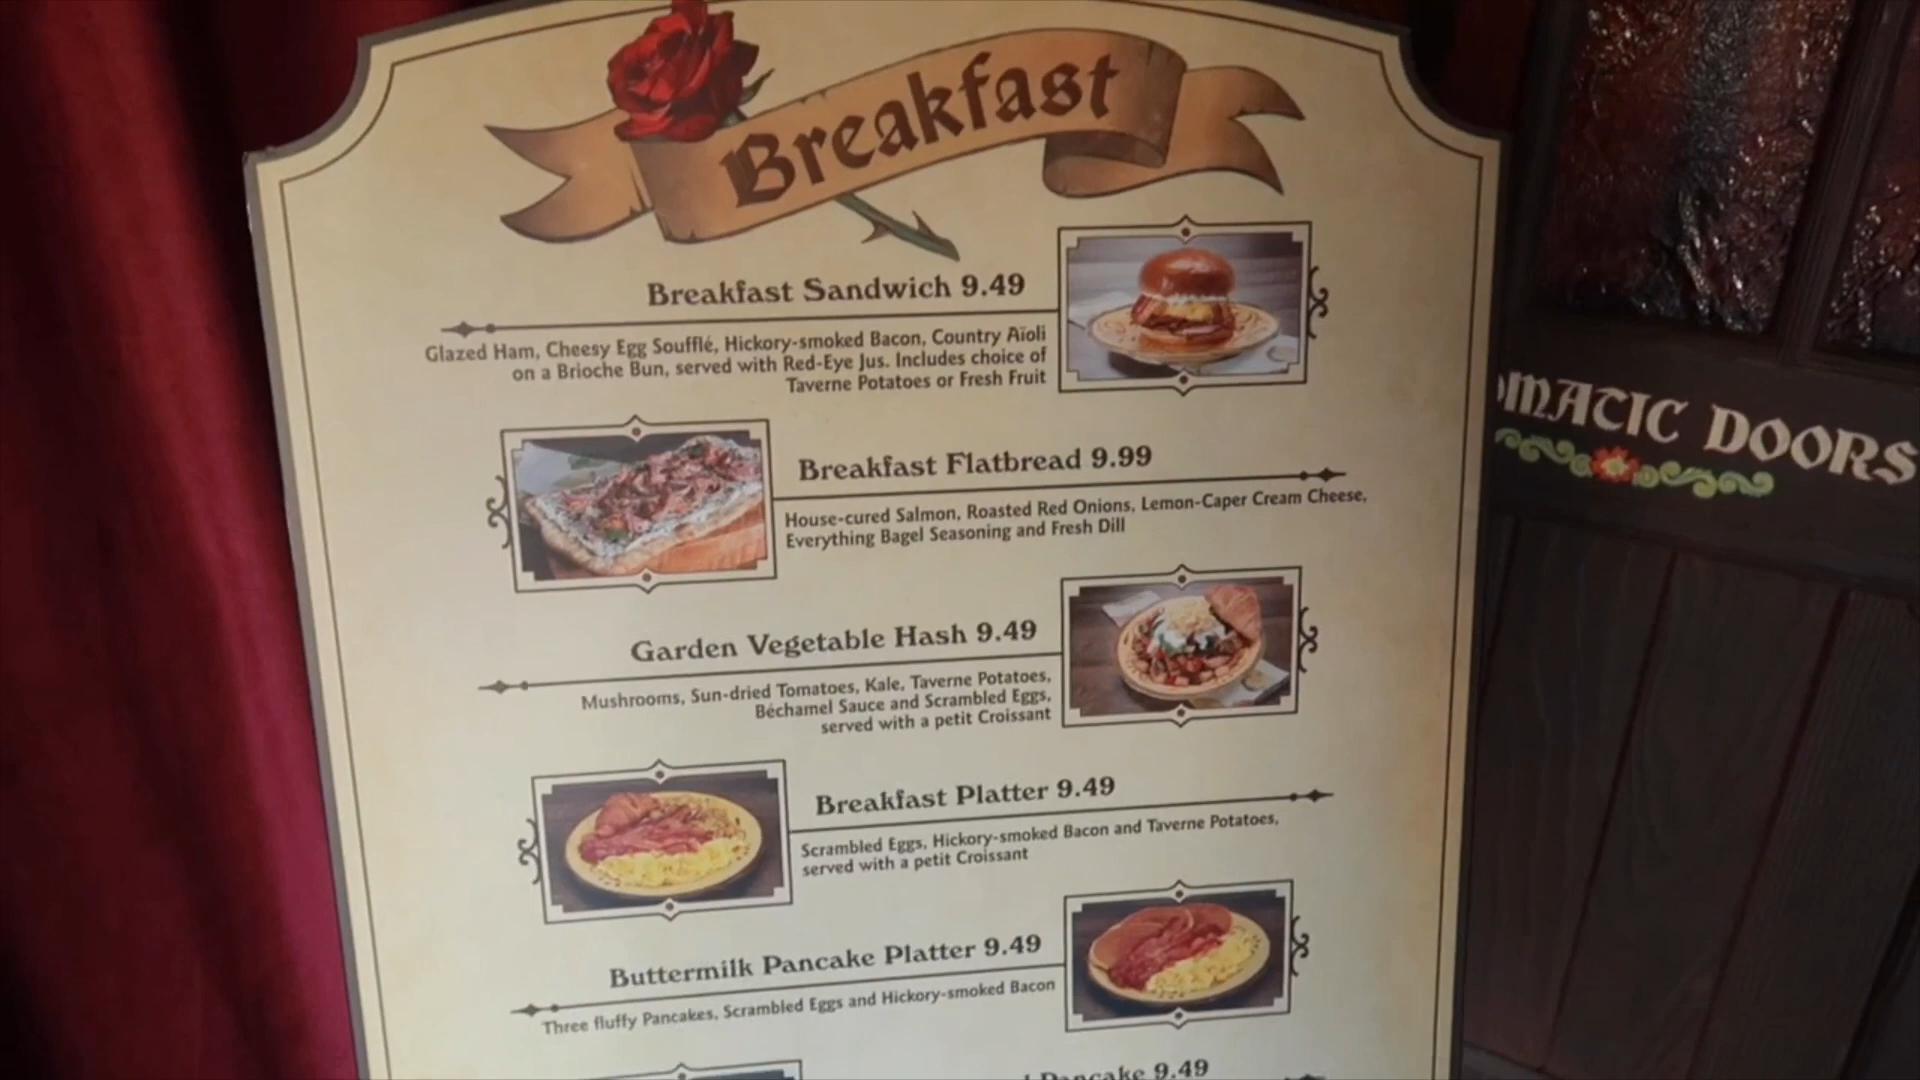 Breakfast
Breakfast Sandwich 9.49
Glazed Ham, Cheesy Egg Soufflé, Hickory-smoked Bacon, Country Aïoli
on a Brioche Bun, served with Red-Eye Jus. Includes choice of
Taverne Potatoes or Fresh Fruit
Breakfast Flatbread 9.99
House-cured Salmon, Roasted Red Onions, Lemon-Caper Cream Cheese,
Everything Bagel Seasoning and Fresh Dill
Garden Vegetable Hash 9.49
Mushrooms, Sun-dried Tomatoes, Kale, Taverne Potatoes,
Béchamel Sauce and Scrambled Eggs,
served with a petit Croissant
Breakfast Platter 9.49
Scrambled Eggs, Hickory-smoked Bacon and Taverne Potatoes,
served with a petit Croissant
Buttermilk Pancake Platter 9.49
Three fluffy Pancakes, Scrambled Eggs and Hickory-smoked Bacon
Pancake 9.49
OMATIC DOORS